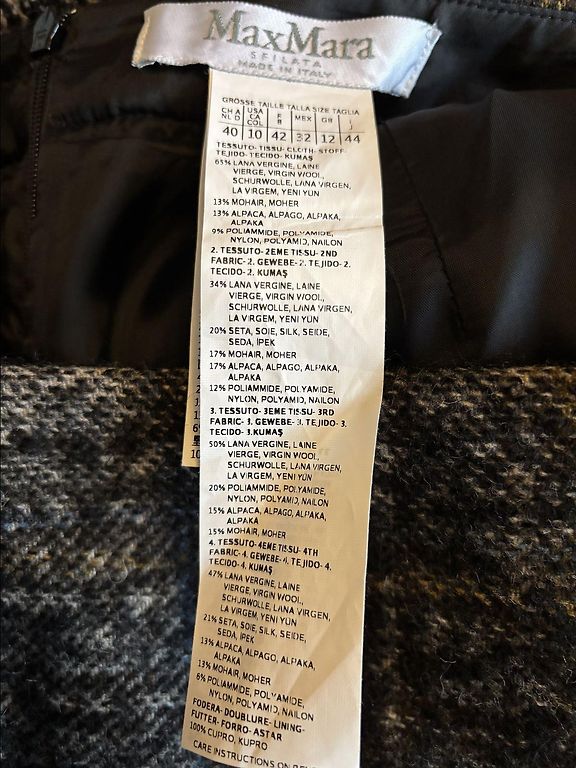 MaxMara
SFILATA
MADE IN ITALY
GRÖSSE TAILLE TALLA SIZE TAGLIA
CH A NL D USA CA COL F B MEX GB I J
40 10 42 32 12 44
TESSUTO-TISSU-CLOTH-STOFF-
TEJIDO-TECIDO-KUMAŞ
65% LANA VERGINE, LAINE
VIERGE, VIRGIN WOOL,
SCHURWOLLE, LANA VIRGEN,
LA VIRGEM, YENI YÜN
13% MOHAIR, MOHER
13% ALPACA, ALPAGO, ALPAKA,
ALPAKA
9% POLIAMMIDE, POLYAMIDE,
NYLON, POLYAMID, NAILON
2. TESSUTO-2EME TISSU-2ND
FABRIC-2. GEWEBE-2. TEJIDO-2.
TECIDO-2. KUMAŞ
34% LANA VERGINE, LAINE
VIERGE, VIRGIN WOOL,
SCHURWOLLE, LANA VIRGEN,
LA VIRGEM, YENI YÜN
20% SETA, SOIE, SILK, SEIDE,
SEDA, İPEK
17% MOHAIR, MOHER
17% ALPACA, ALPAGO, ALPAKA,
ALPAKA
12% POLIAMMIDE, POLYAMIDE,
NYLON, POLYAMID, NAILON
3. TESSUTO-3EME TISSU-3RD
FABRIC-3. GEWEBE-3. TEJIDO-3.
TECIDO-3. KUMAŞ
50% LANA VERGINE, LAINE
VIERGE, VIRGIN WOOL,
SCHURWOLLE, LANA VIRGEN,
LA VIRGEM, YENI YÜN
20% POLIAMMIDE, POLYAMIDE,
NYLON, POLYAMID, NAILON
15% ALPACA, ALPAGO, ALPAKA,
ALPAKA
15% MOHAIR, MOHER
4. TESSUTO-4EME TISSU-4TH
FABRIC-4. GEWEBE-4. TEJIDO-4.
TECIDO-4. KUMAŞ
47% LANA VERGINE, LAINE
VIERGE, VIRGIN WOOL,
SCHURWOLLE, LANA VIRGEN,
LA VIRGEM, YENI YÜN
21% SETA, SOIE, SILK, SEIDE,
SEDA, İPEK
13% ALPACA, ALPAGO, ALPAKA,
ALPAKA
13% MOHAIR, MOHER
6% POLIAMMIDE, POLYAMIDE,
NYLON, POLYAMID, NAILON
FODERA-DOUBLURE-LINING-
FUTTER-FORRO-ASTAR
100% CUPRO, KUPRO
CARE INSTRUCTIONS ON